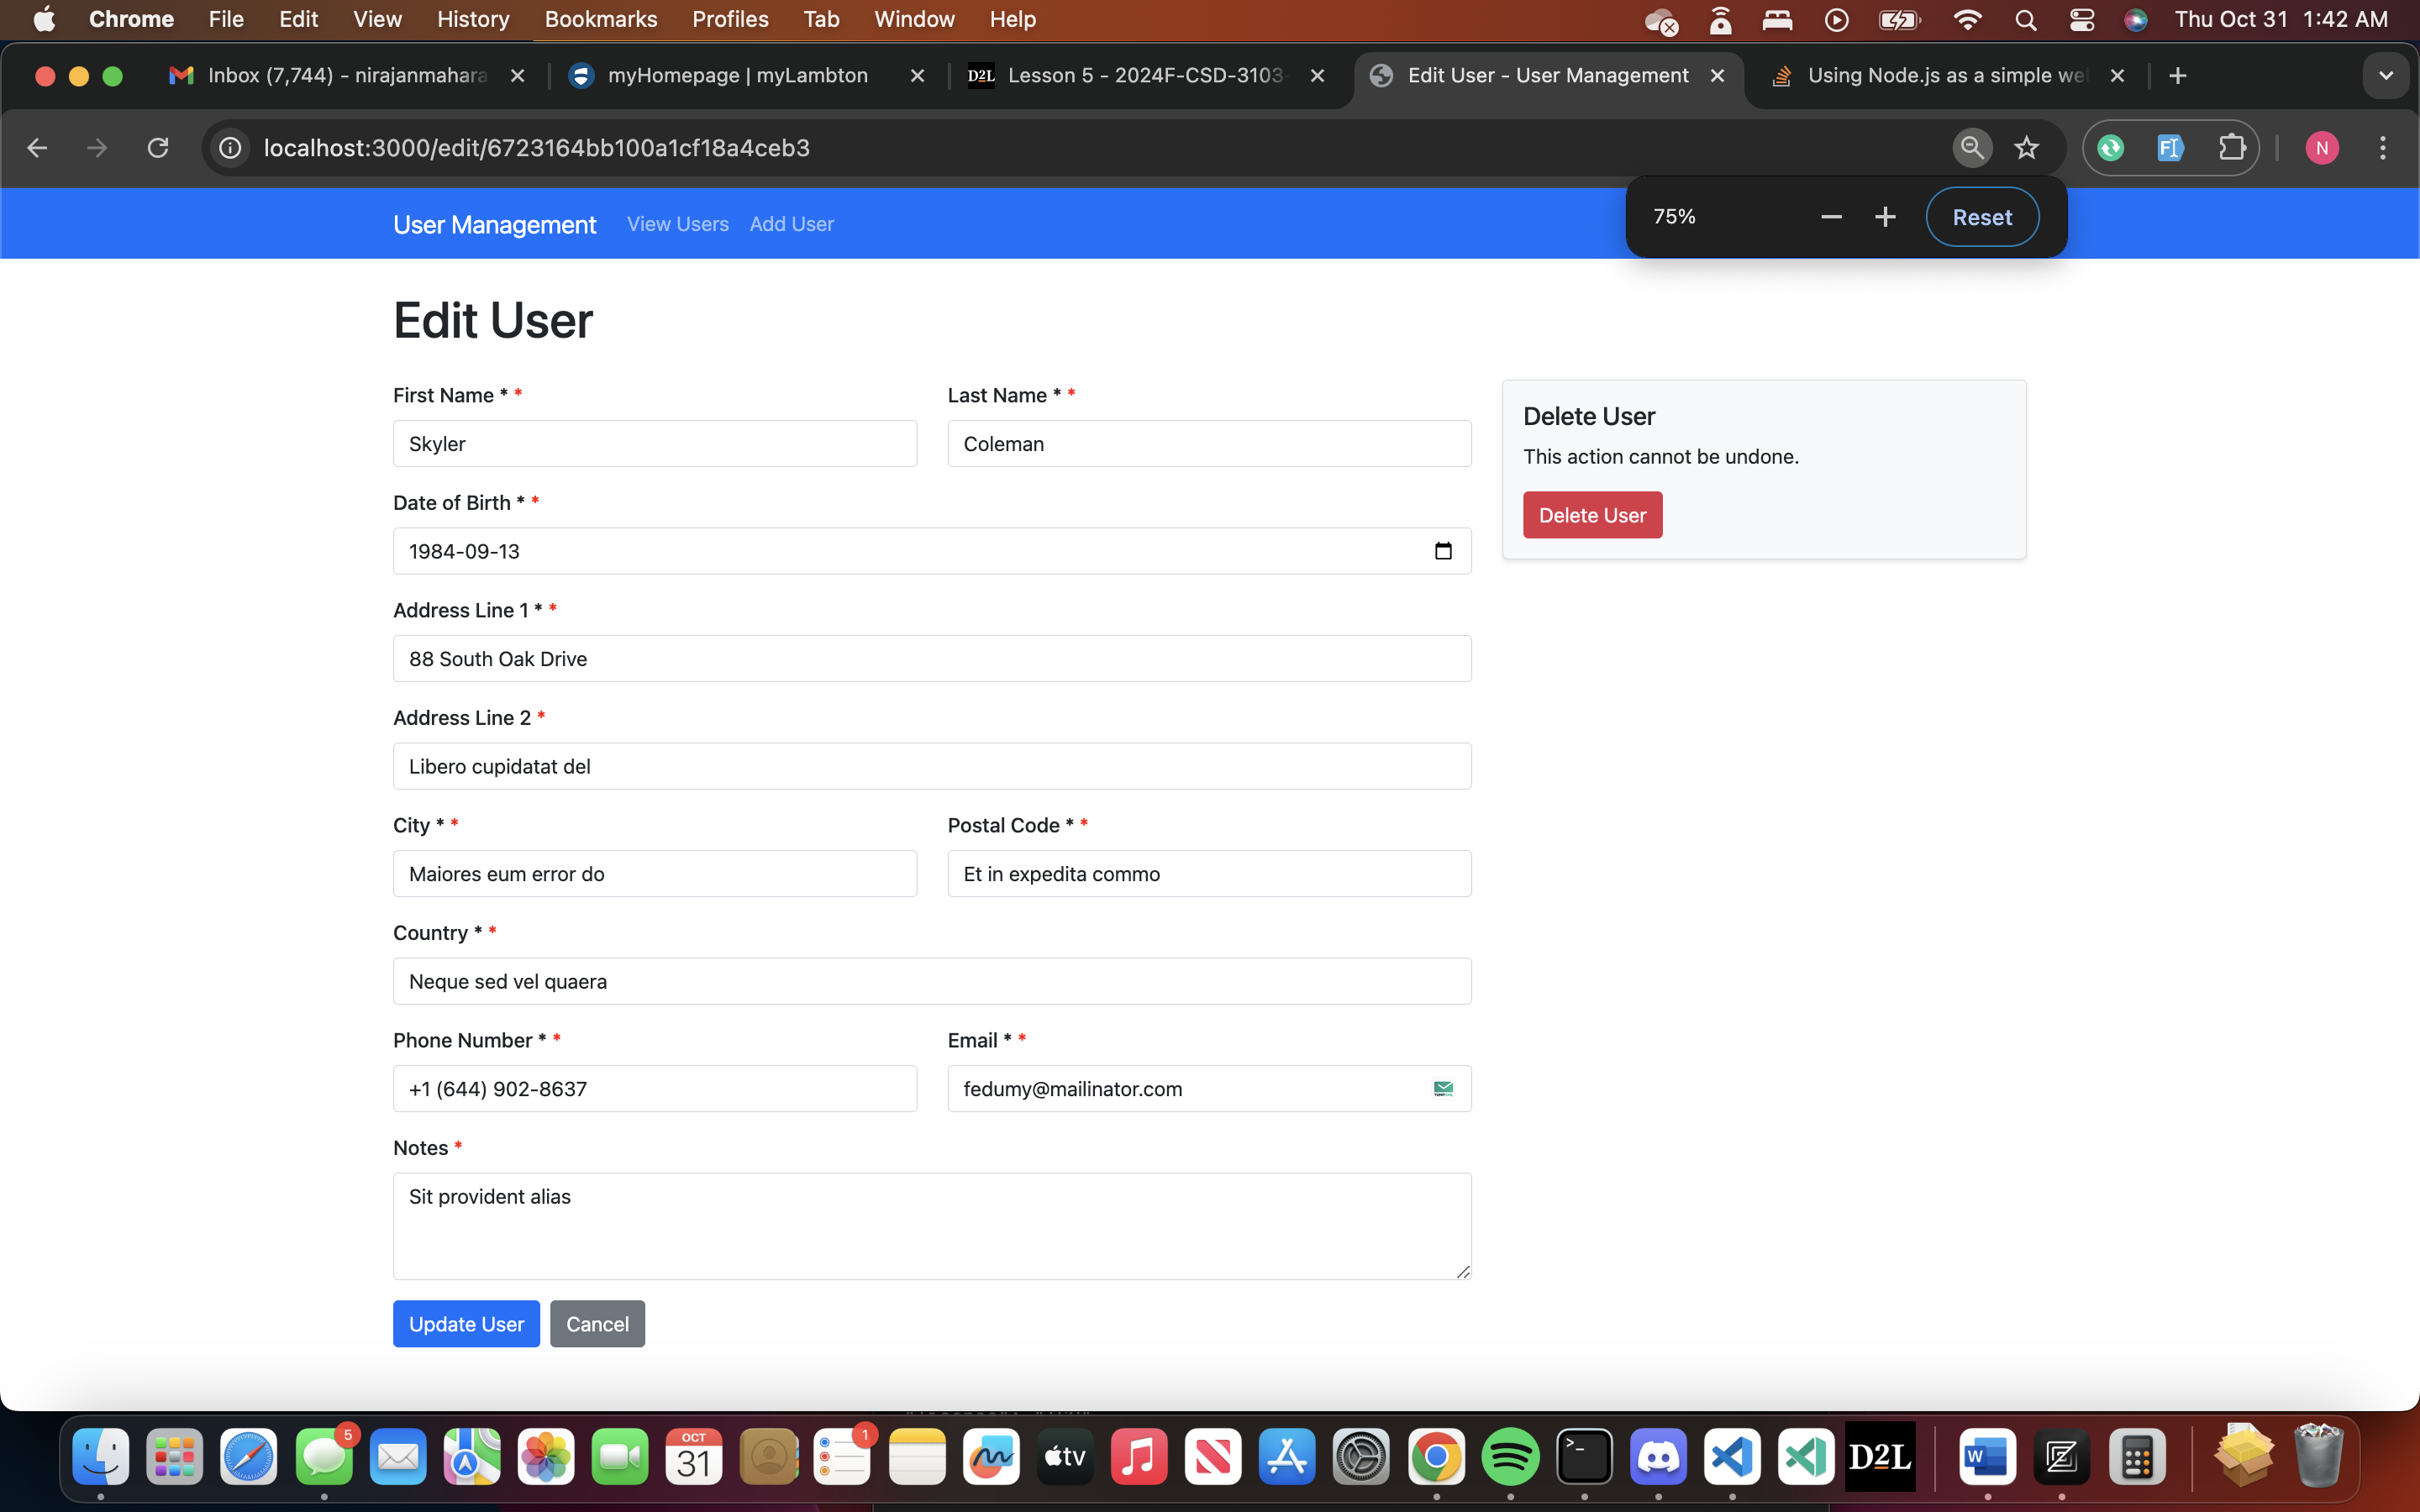 Chrome File Edit View History Bookmarks Profiles Tab Window Help Thu Oct 31 1:42 AM
Inbox (7,744) - nirajanmahara myHomepage | myLambton D2L Lesson 5 - 2024F-CSD-3103- Edit User - User Management Using Node.js as a simple we
localhost:3000/edit/6723164bb100a1cf18a4ceb3 N
User Management View Users Add User 75% Reset
Edit User
First Name * * Last Name * *
Skyler Coleman
Delete User
This action cannot be undone.
Delete User
Date of Birth * *
1984-09-13
Address Line 1 * *
88 South Oak Drive
Address Line 2 *
Libero cupidatat del
City * * Postal Code * *
Maiores eum error do Et in expedita commo
Country * *
Neque sed vel quaera
Phone Number * * Email * *
+1 (644) 902-8637 fedumy@mailinator.com
Notes *
Sit provident alias
Update User Cancel
5 OCT 31 1 tv D2L W